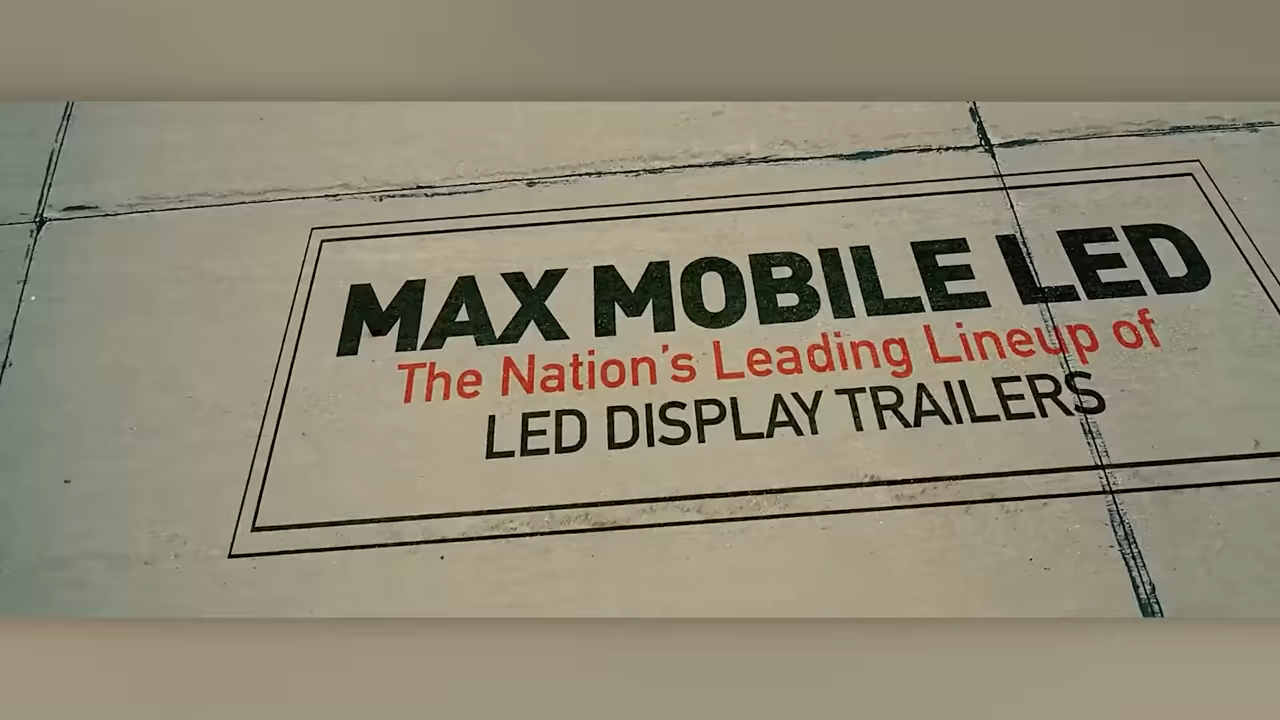 MAX MOBILE LED
The Nation's Leading Lineup of
LED DISPLAY TRAILERS